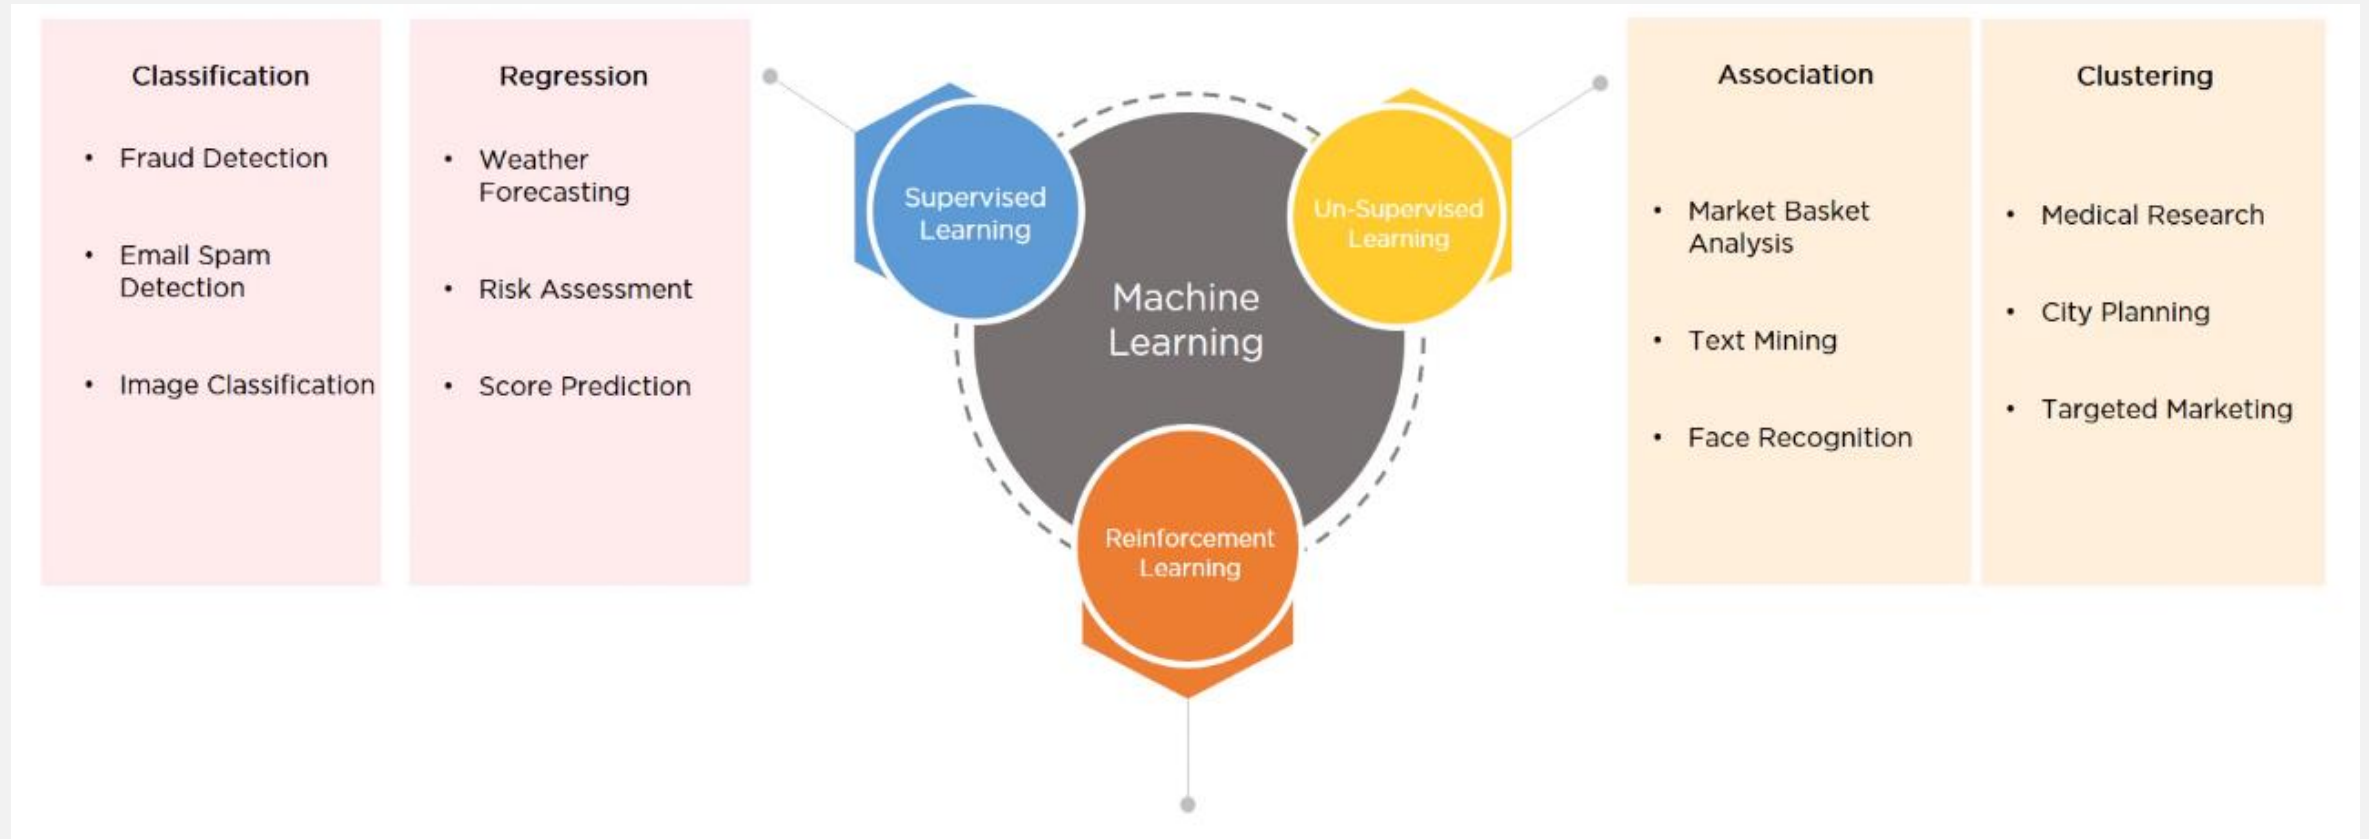 Classification
• Fraud Detection
• Email Spam
Detection
• Image Classification
Regression
• Weather
Forecasting
• Risk Assessment
• Score Prediction
Supervised
Learning
Un-Supervised
Learning
Machine
Learning
Reinforcement
Learning
Association
• Market Basket
Analysis
• Text Mining
• Face Recognition
Clustering
• Medical Research
• City Planning
• Targeted Marketing